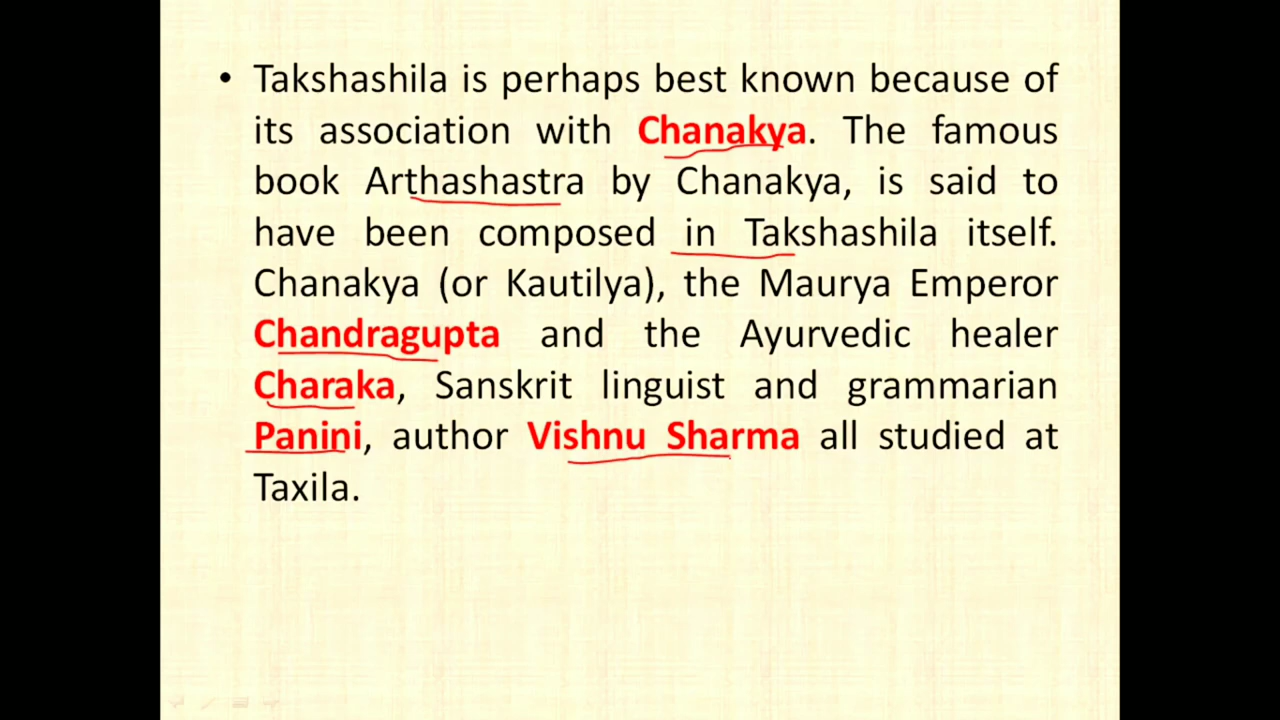 • Takshashila is perhaps best known because of
its association with Chanakya. The famous
book Arthashastra by Chanakya, is said to
have been composed in Takshashila itself.
Chanakya (or Kautilya), the Maurya Emperor
Chandragupta and the Ayurvedic healer
Charaka, Sanskrit linguist and grammarian
Panini, author Vishnu Sharma all studied at
Taxila.